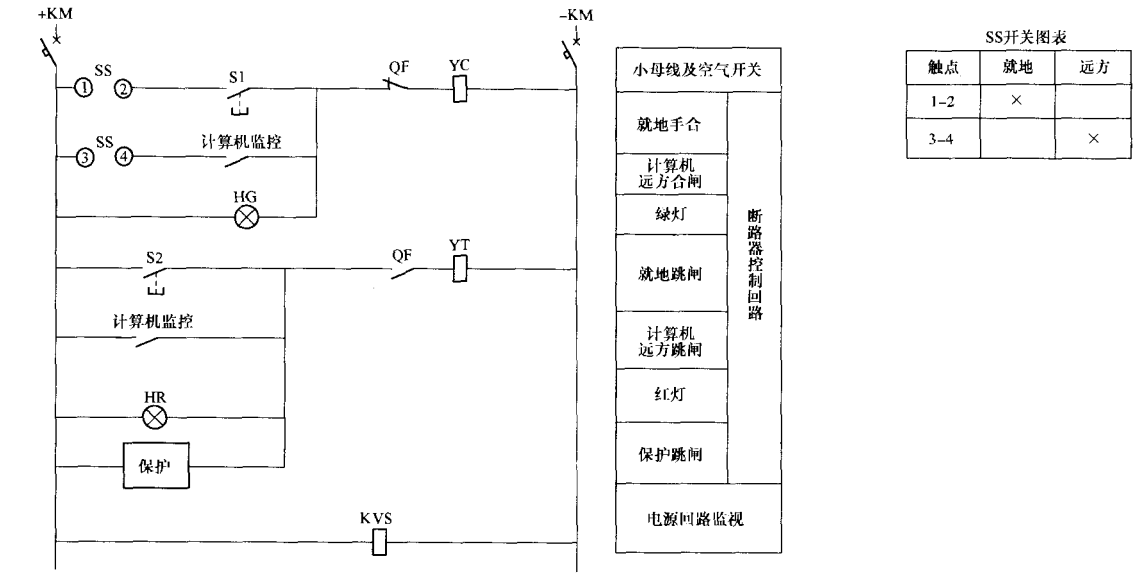 +KM
-KM
SS
① ②
S1
QF
YC
SS
③ ④
计算机监控
HG
S2
QF
YT
计算机监控
HR
保护
KVS
小母线及空气开关
就地手合
计算机
远方合闸
绿灯
就地跳闸
计算机
远方跳闸
红灯
保护跳闸
断路器控制回路
电源回路监视
SS开关图表
触点 就地 远方
1-2 ×
3-4 ×